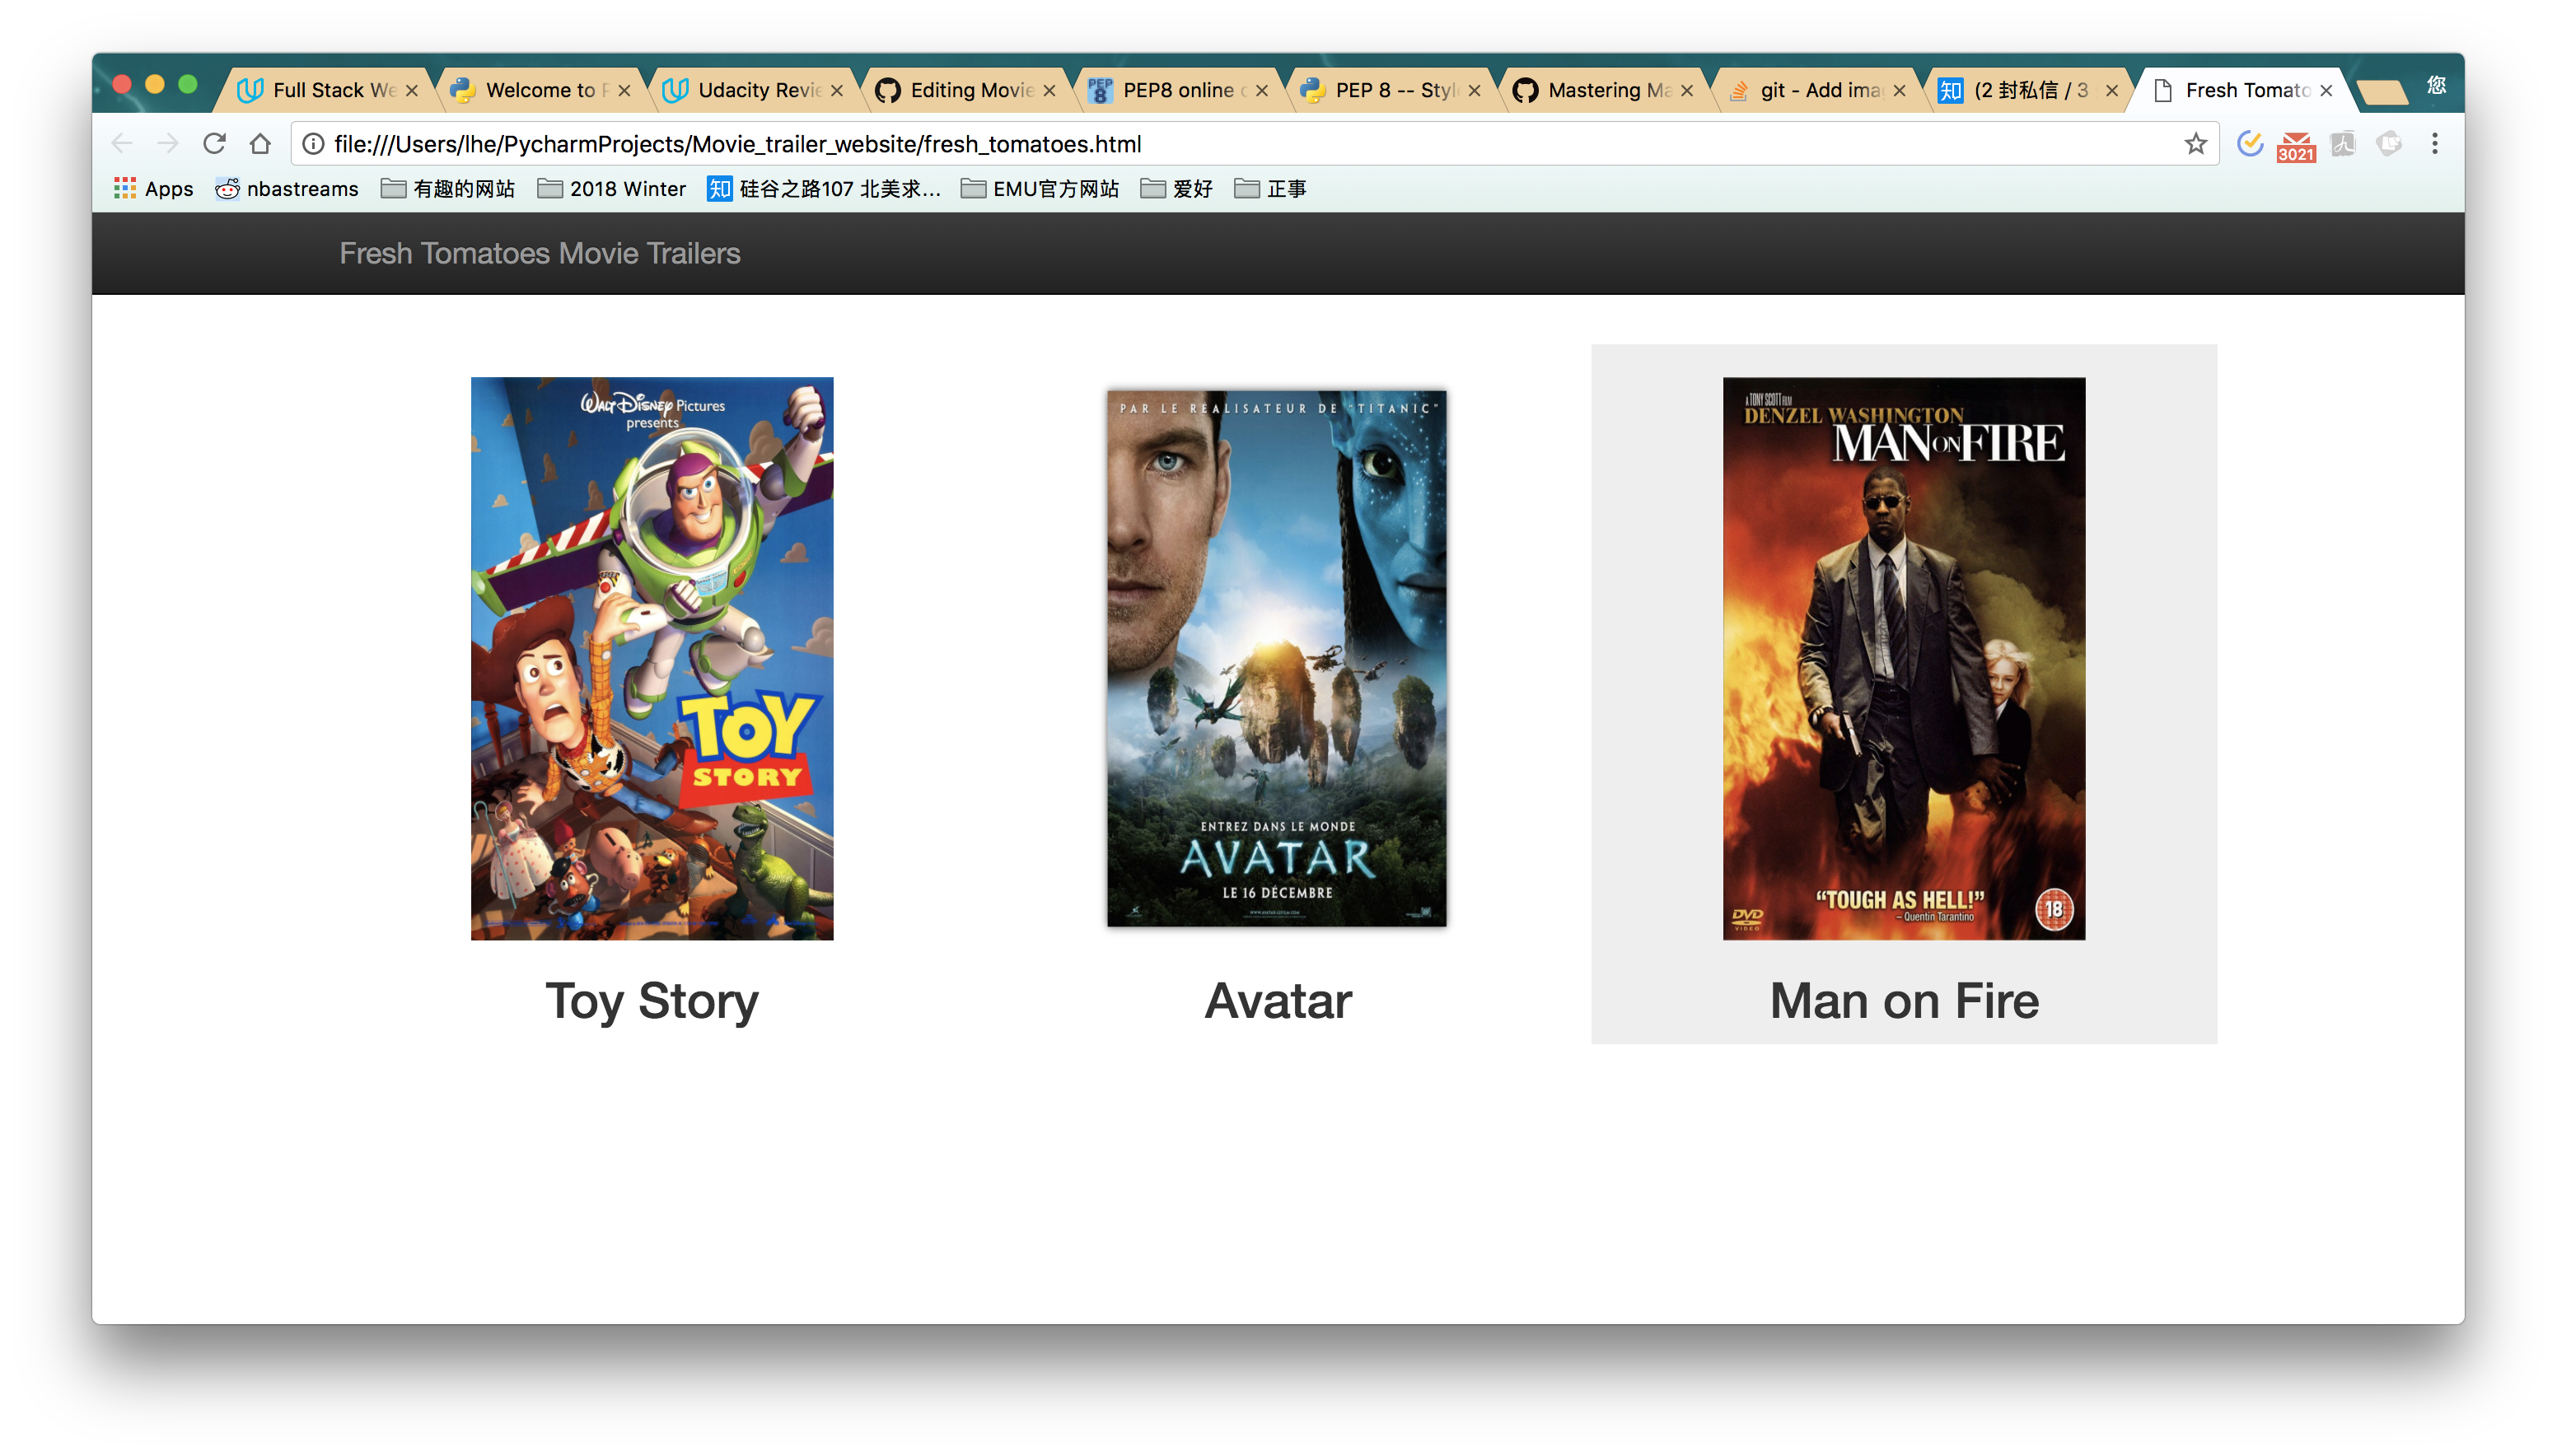 Full Stack We
Welcome to P
Udacity Revie
Editing Movie
PEP8 online c
PEP 8 -- Styl
Mastering Ma
git - Add imag
(2 封私信 / 3
Fresh Tomato
您
file:///Users/lhe/PycharmProjects/Movie_trailer_website/fresh_tomatoes.html
3021
Apps
nbastreams
有趣的网站
2018 Winter
知 硅谷之路107 北美求...
EMU官方网站
爱好
正事
Fresh Tomatoes Movie Trailers
WALT DISNEY Pictures
presents
TOY
STORY
PAR LE RÉALISATEUR DE "TITANIC"
ENTREZ DANS LE MONDE
AVATAR
LE 16 DÉCEMBRE
A TONY SCOTT FILM
DENZEL WASHINGTON
MAN ON FIRE
“TOUGH AS HELL!”
– Quentin Tarantino
DVD
VIDEO
18
Toy Story
Avatar
Man on Fire